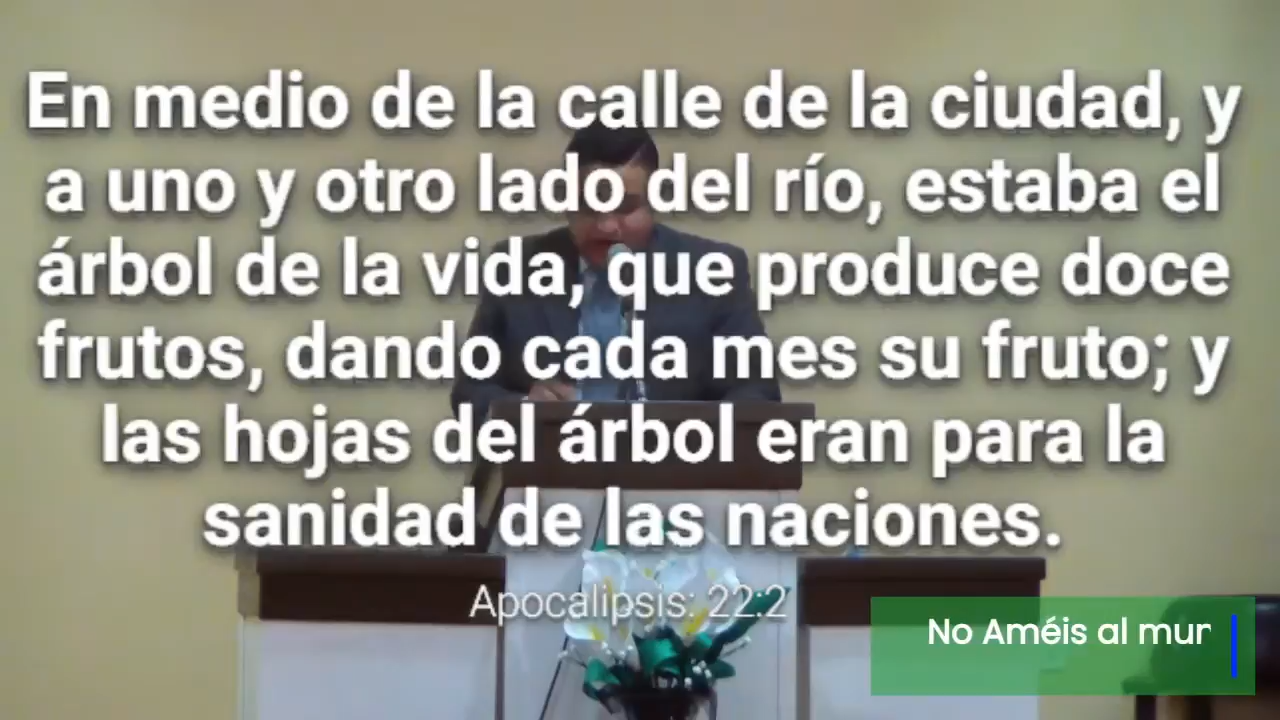 En medio de la calle de la ciudad, y
a uno y otro lado del río, estaba el
árbol de la vida, que produce doce
frutos, dando cada mes su fruto; y
las hojas del árbol eran para la
sanidad de las naciones.
Apocalipsis: 22:2
No Améis al mun